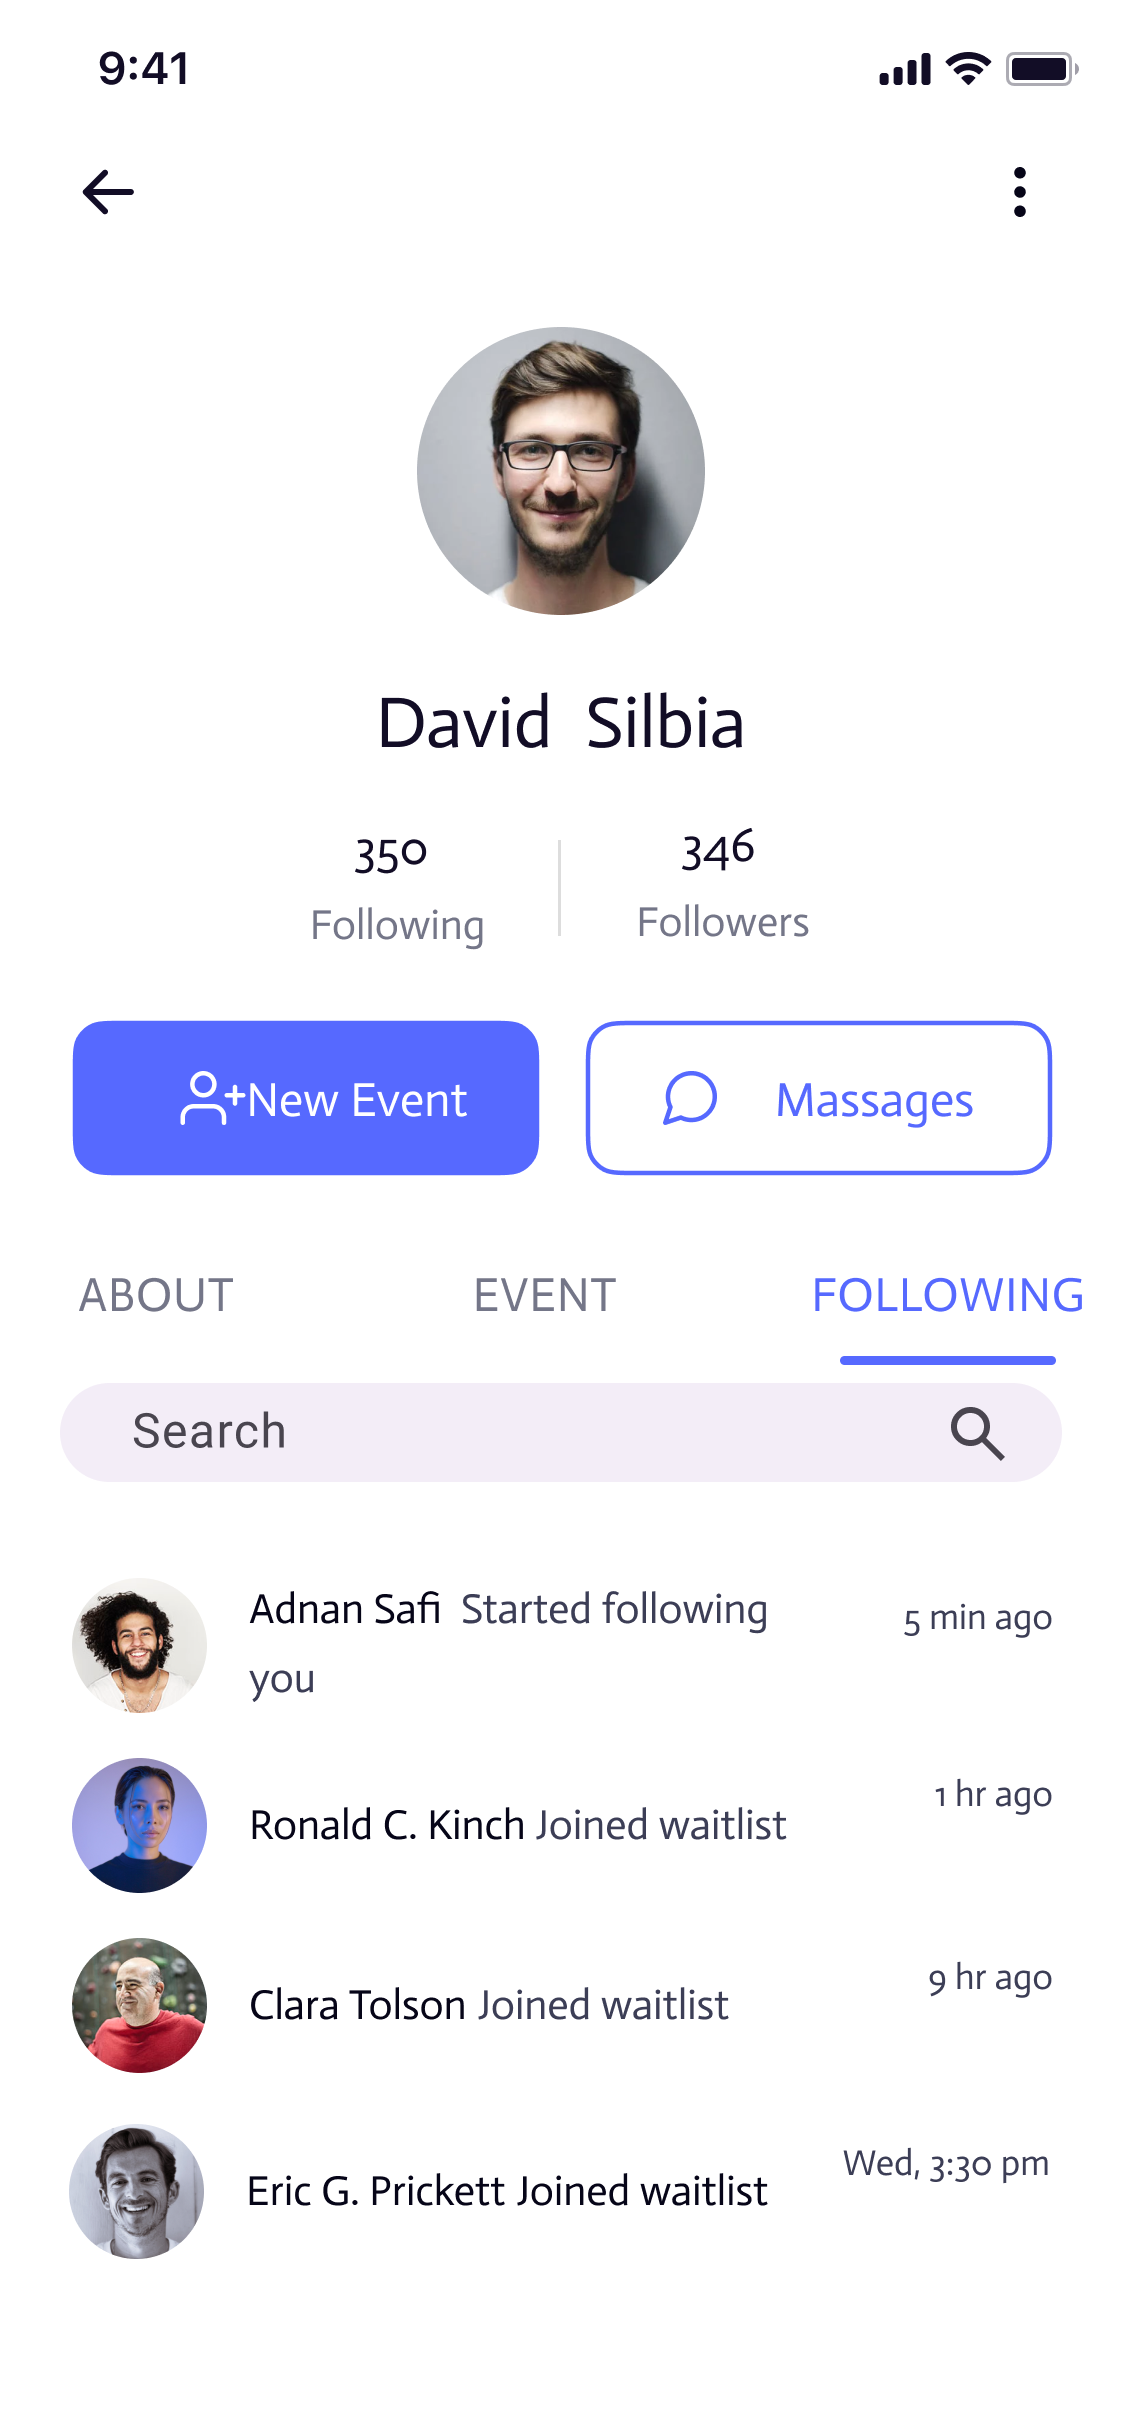 9:41
David Silbia
350
346
Following
Followers
New Event
Massages
ABOUT
EVENT
FOLLOWING
Search
Adnan Safi Started following
you
5 min ago
Ronald C. Kinch Joined waitlist
1 hr ago
Clara Tolson Joined waitlist
9 hr ago
Eric G. Prickett Joined waitlist
Wed, 3:30 pm